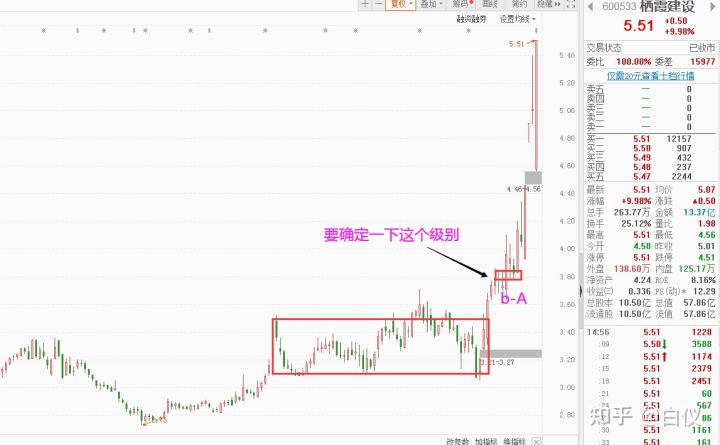 复权
叠加
筹码
画线
简约
隐藏
600533 栖霞建设
融资融券 设置均线
5.51 +0.50
+9.98%
交易状态 已收市
委比 100.00% 委差 15977
仅需20元查看十档行情
卖五 — 0
卖四 — 0
卖三 — 0
卖二 — 0
卖一 — 0
买一 5.51 12157
买二 5.50 907
买三 5.49 432
买四 5.48 237
买五 5.47 2244
最新 5.51 均价 5.07
涨幅 +9.98% 涨跌 ▲0.50
总手 263.77万 金额 13.37亿
换手 25.12% 量比 1.98
最高 5.51 最低 4.56
今开 4.58 昨收 5.01
涨停 5.51 跌停 4.51
外盘 138.60万 内盘 125.17万
净资产 4.24 ROE 8.16%
收益㈡ 0.336 PE(动) 12.29
总股本 10.50亿 总值 57.86亿
流通股 10.50亿 流值 57.86亿
14:56 5.51 1228
:09 5.50 3588
:12 5.51 1174
:15 5.51 2379
:18 5.51 2451
:21 5.51 60
:24 5.51 567
:26 5.51 86
:30 5.51 1161
:33 5.51
5.51
5.40
5.20
5.00
4.80
4.60
4.46-4.56
4.40
4.20
要确定一下这个级别
4.00
3.80
b-A
3.60
3.40
3.21-3.27
3.20
3.00
2.80
改参数 加指标 换指标
知乎 @白仪